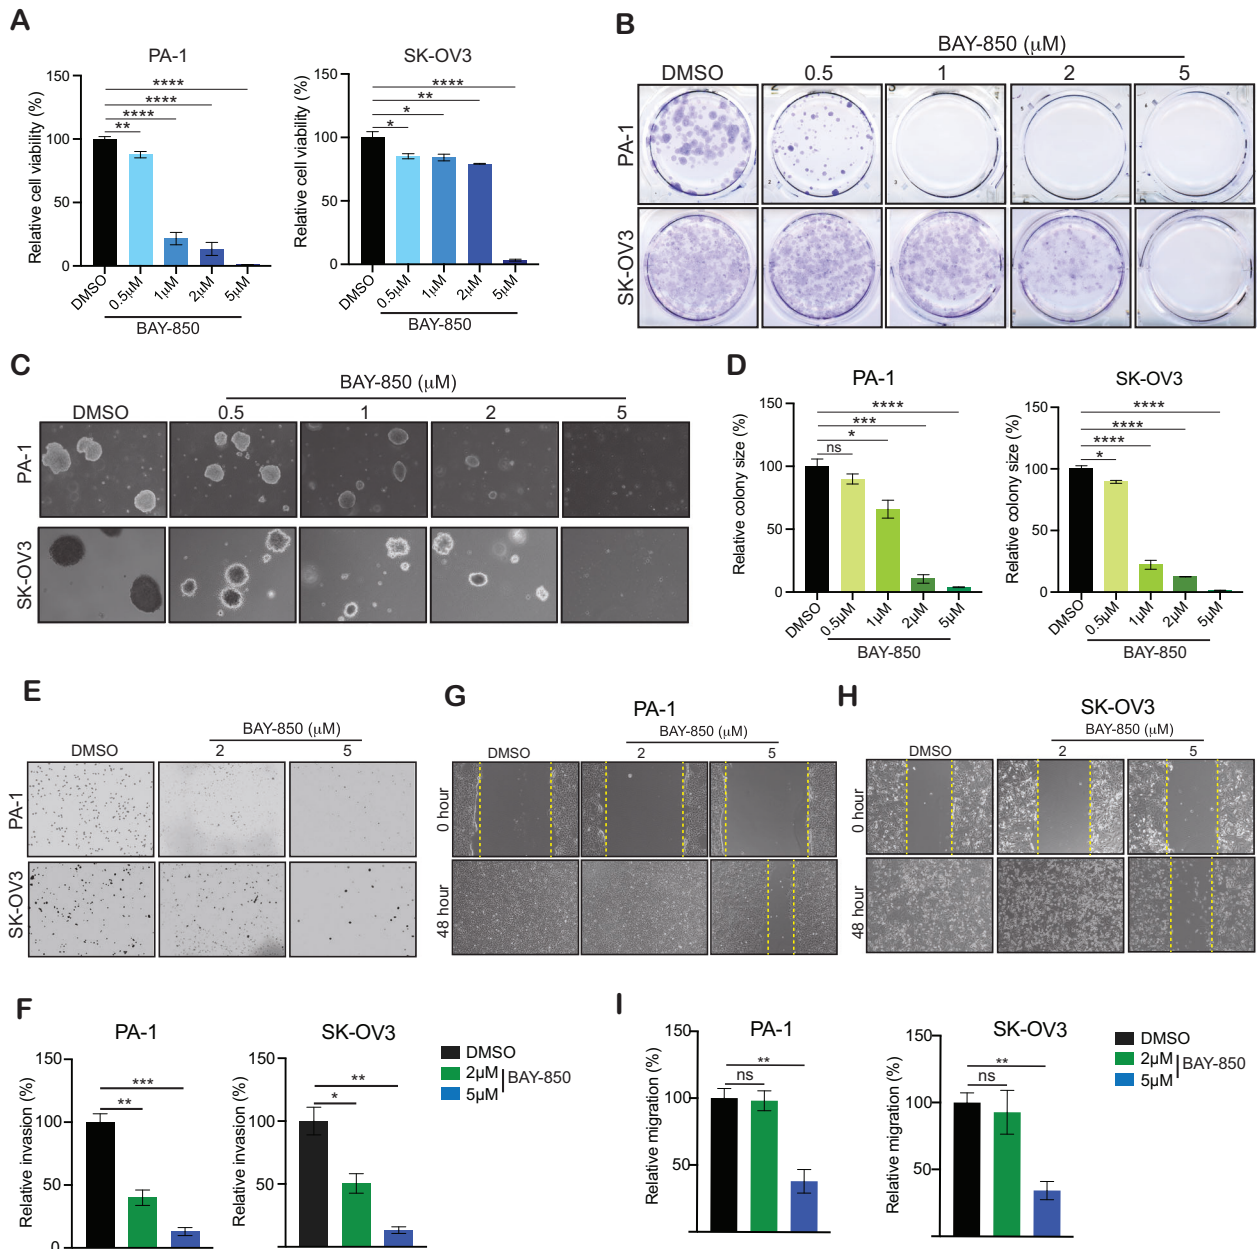 A
PA-1
Relative cell viability (%)
150
100
50
0
**
****
****
****
DMSO
0.5µM
1µM
2µM
5µM
BAY-850
SK-OV3
Relative cell viability (%)
150
100
50
0
*
*
**
****
DMSO
0.5µM
1µM
2µM
5µM
BAY-850
B
BAY-850 (µM)
DMSO 0.5 1 2 5
PA-1
SK-OV3
C
BAY-850 (µM)
DMSO 0.5 1 2 5
PA-1
SK-OV3
D
PA-1
Relative colony size (%)
150
100
50
0
ns
*
***
****
DMSO
0.5µM
1µM
2µM
5µM
BAY-850
SK-OV3
Relative colony size (%)
150
100
50
0
*
****
****
****
DMSO
0.5µM
1µM
2µM
5µM
BAY-850
E
BAY-850 (µM)
DMSO 2 5
PA-1
SK-OV3
G
PA-1
BAY-850 (µM)
DMSO 2 5
0 hour
48 hour
H
SK-OV3
BAY-850 (µM)
DMSO 2 5
0 hour
48 hour
F
PA-1
Relative invasion (%)
150
100
50
0
**
***
SK-OV3
Relative invasion (%)
150
100
50
0
*
**
DMSO
2µM
5µM
BAY-850
I
PA-1
Relative migration (%)
150
100
50
ns
**
SK-OV3
Relative migration (%)
150
100
50
ns
**
DMSO
2µM
5µM
BAY-850